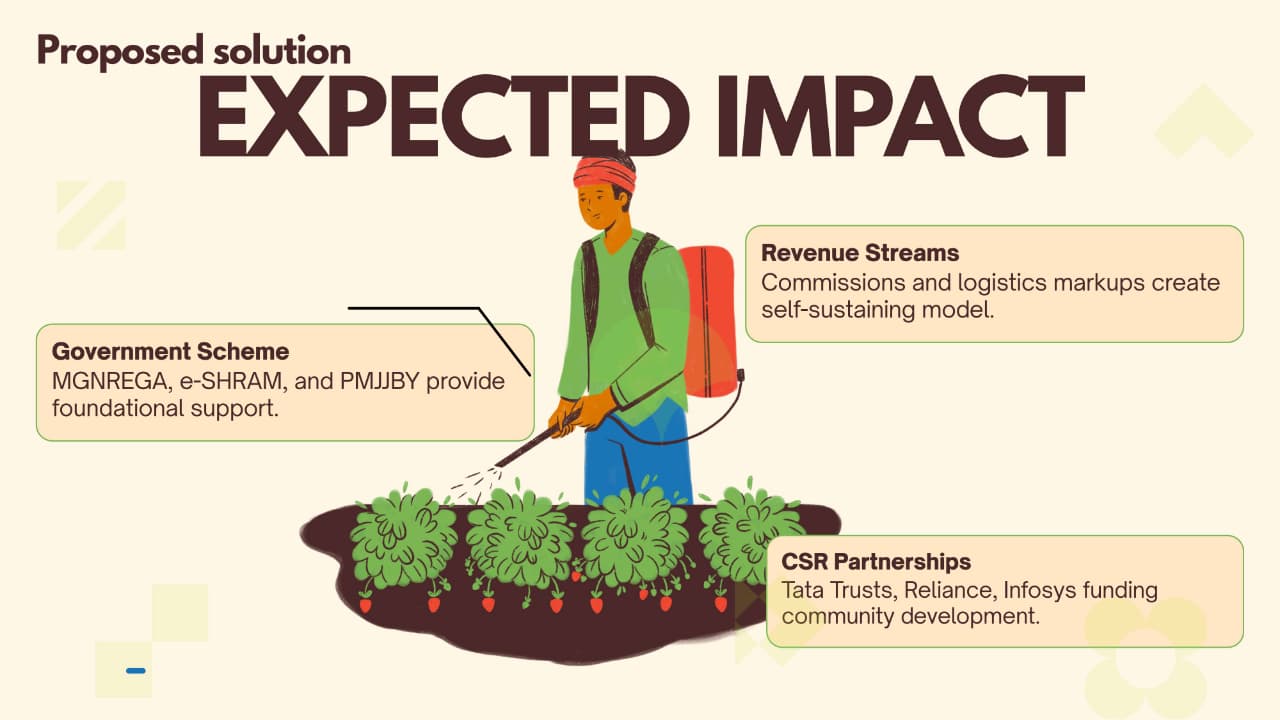 Proposed solution
EXPECTED IMPACT
Revenue Streams
Commissions and logistics markups create
self-sustaining model.
Government Scheme
MGNREGA, e-SHRAM, and PMJJBY provide
foundational support.
CSR Partnerships
Tata Trusts, Reliance, Infosys funding
community development.